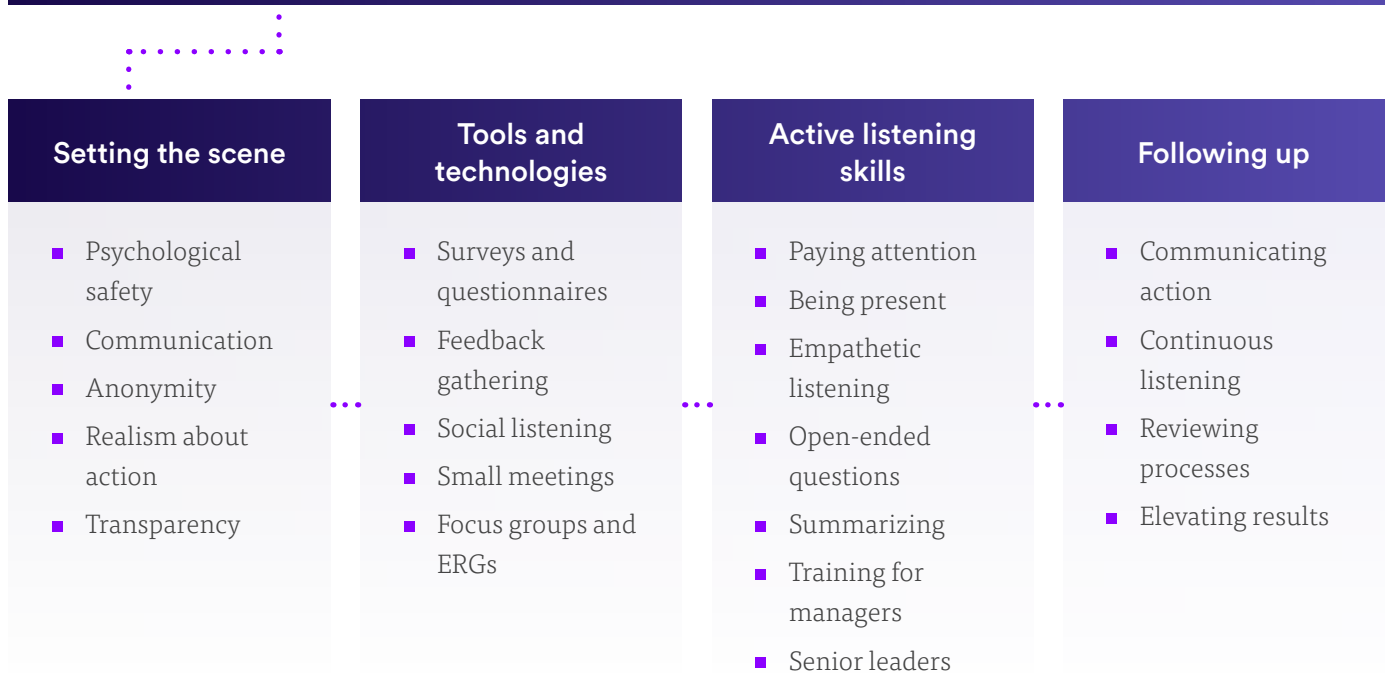 Setting the scene
Psychological
safety
Communication
Anonymity
Realism about
action
Transparency
Tools and
technologies
Surveys and
questionnaires
Feedback
gathering
Social listening
Small meetings
Focus groups and
ERGs
Active listening
skills
Paying attention
Being present
Empathetic
listening
Open-ended
questions
Summarizing
Training for
managers
Senior leaders
Following up
Communicating
action
Continuous
listening
Reviewing
processes
Elevating results